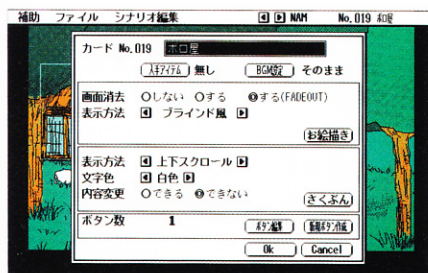 補助 ファイル シナリオ編集 ◀ ▶ NAM No.019 和室
カード No.019 ボロ屋
入手アイテム 無し BGM設定 そのまま
画面消去 ○しない ○する ◉する(FADEOUT)
表示方法 ◀ ブラインド風 ▶
お絵描き
表示方法 ◀ 上下スクロール ▶
文字色 ◀ 白色 ▶
内容変更 ○できる ◉できない
さくぶん
ボタン数 1 ボタン編集 新規ボタン作成
Ok Cancel